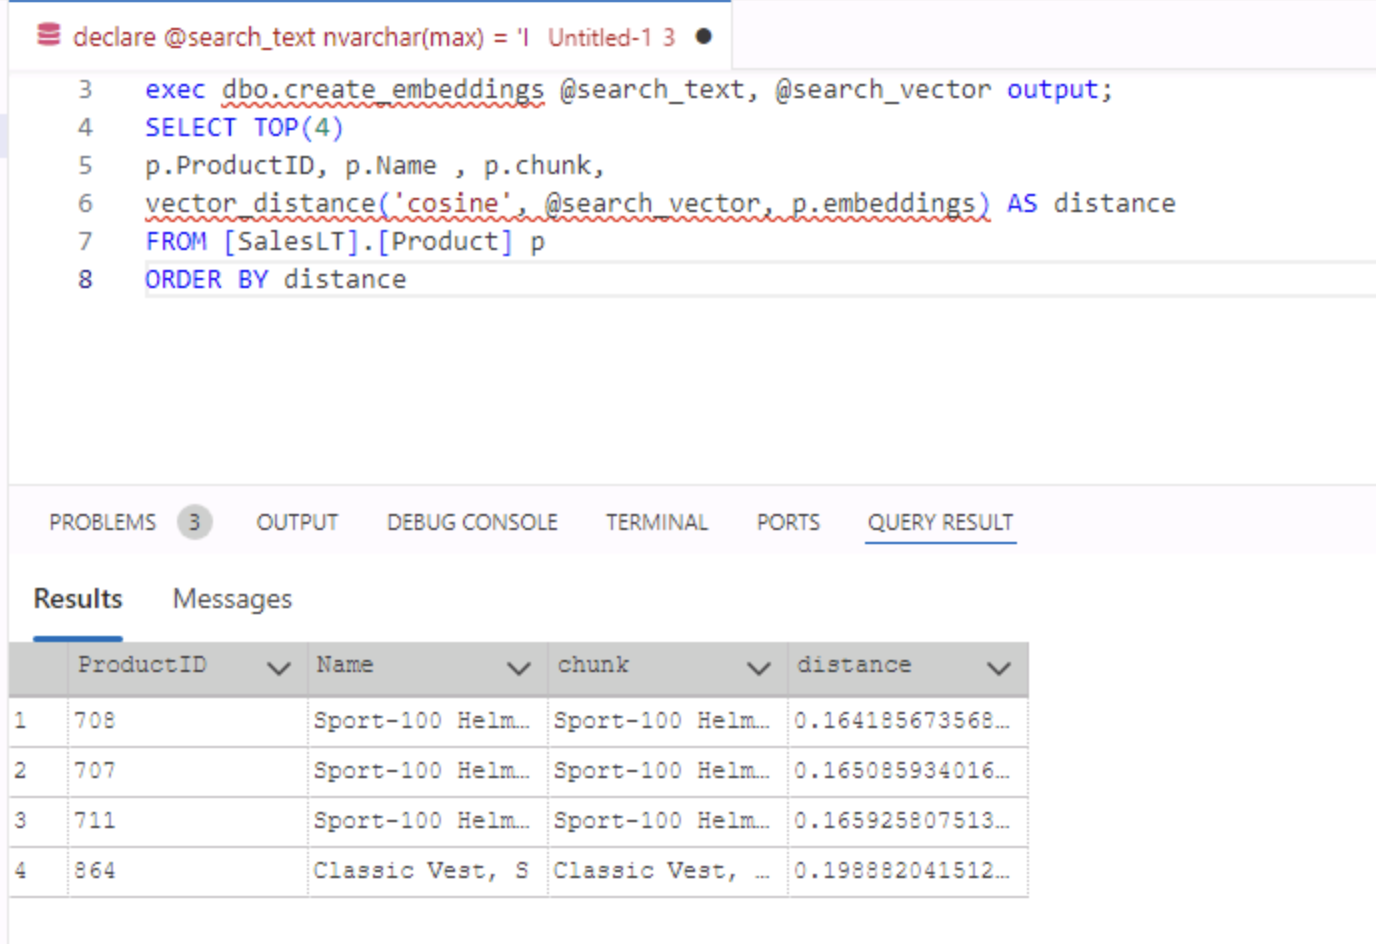 declare @search_text nvarchar(max) = 'I Untitled-1 3
3 exec dbo.create_embeddings @search_text, @search_vector output;
4 SELECT TOP(4)
5 p.ProductID, p.Name , p.chunk,
6 vector_distance('cosine', @search_vector, p.embeddings) AS distance
7 FROM [SalesLT].[Product] p
8 ORDER BY distance
PROBLEMS 3 OUTPUT DEBUG CONSOLE TERMINAL PORTS QUERY RESULT
Results Messages
ProductID Name chunk distance
1 708 Sport-100 Helm... Sport-100 Helm... 0.164185673568...
2 707 Sport-100 Helm... Sport-100 Helm... 0.165085934016...
3 711 Sport-100 Helm... Sport-100 Helm... 0.165925807513...
4 864 Classic Vest, S Classic Vest, ... 0.198882041512...